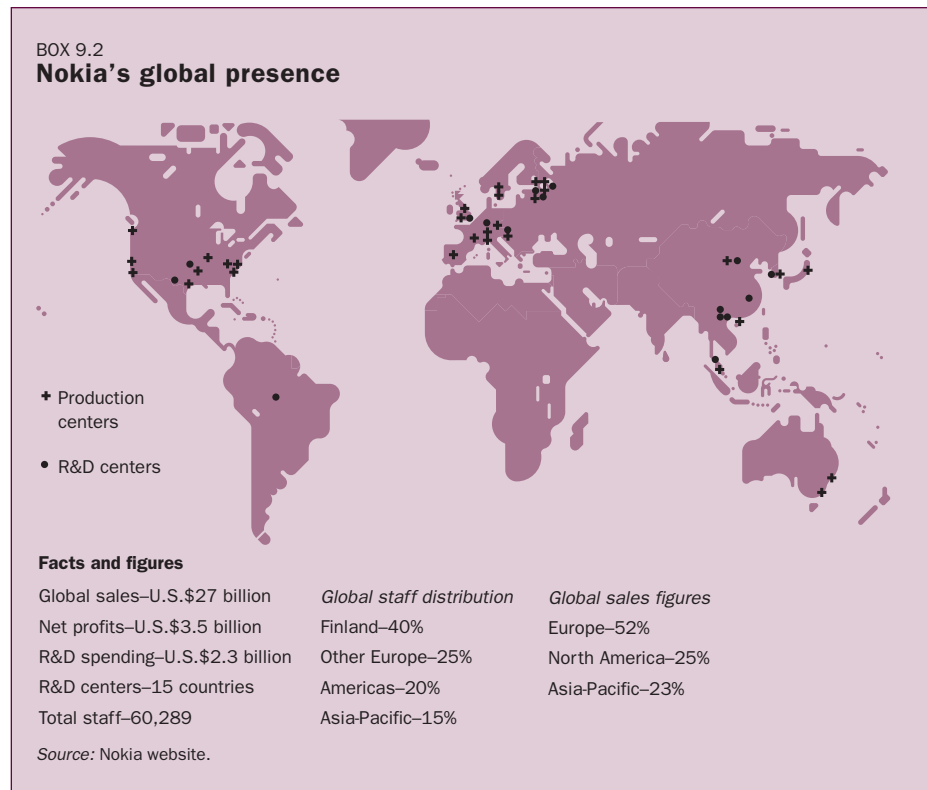 BOX 9.2
Nokia's global presence
Production
centers
R&D centers
Facts and figures
Global sales–U.S.$27 billion
Net profits–U.S.$3.5 billion
R&D spending–U.S.$2.3 billion
R&D centers–15 countries
Total staff–60,289
Global staff distribution
Finland–40%
Other Europe–25%
Americas–20%
Asia-Pacific–15%
Global sales figures
Europe–52%
North America–25%
Asia-Pacific–23%
Source: Nokia website.